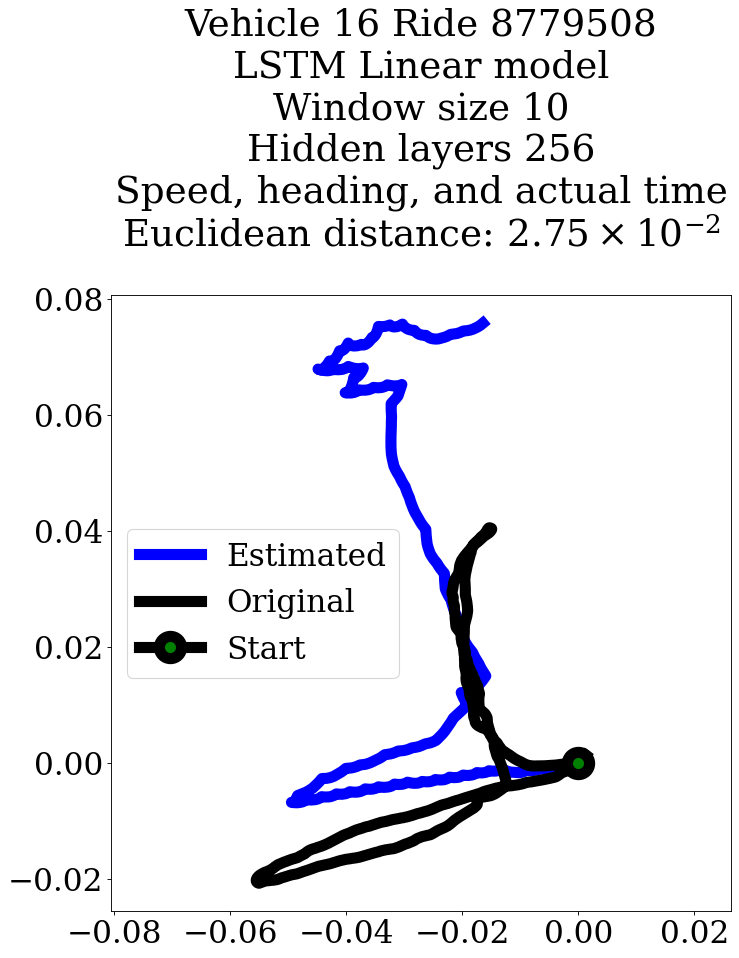 Vehicle 16 Ride 8779508
LSTM Linear model
Window size 10
Hidden layers 256
Speed, heading, and actual time
Euclidean distance: 2.75 × 10⁻²
0.08
0.06
0.04
0.02
0.00
−0.02
Estimated
Original
Start
−0.08 −0.06 −0.04 −0.02 0.00 0.02